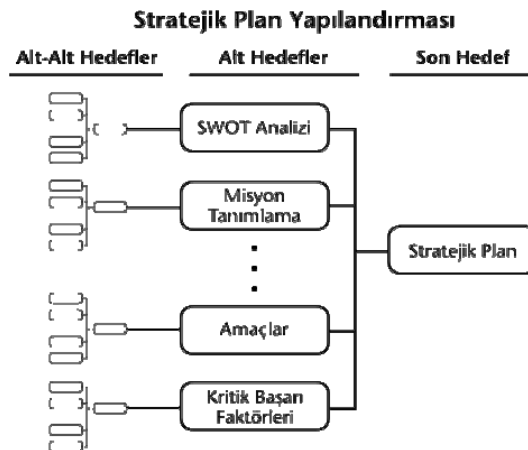 Stratejik Plan Yapılandırması
Alt-Alt Hedefler
Alt Hedefler
Son Hedef
SWOT Analizi
Misyon
Tanımlama
Stratejik Plan
Amaçlar
Kritik Başarı
Faktörleri